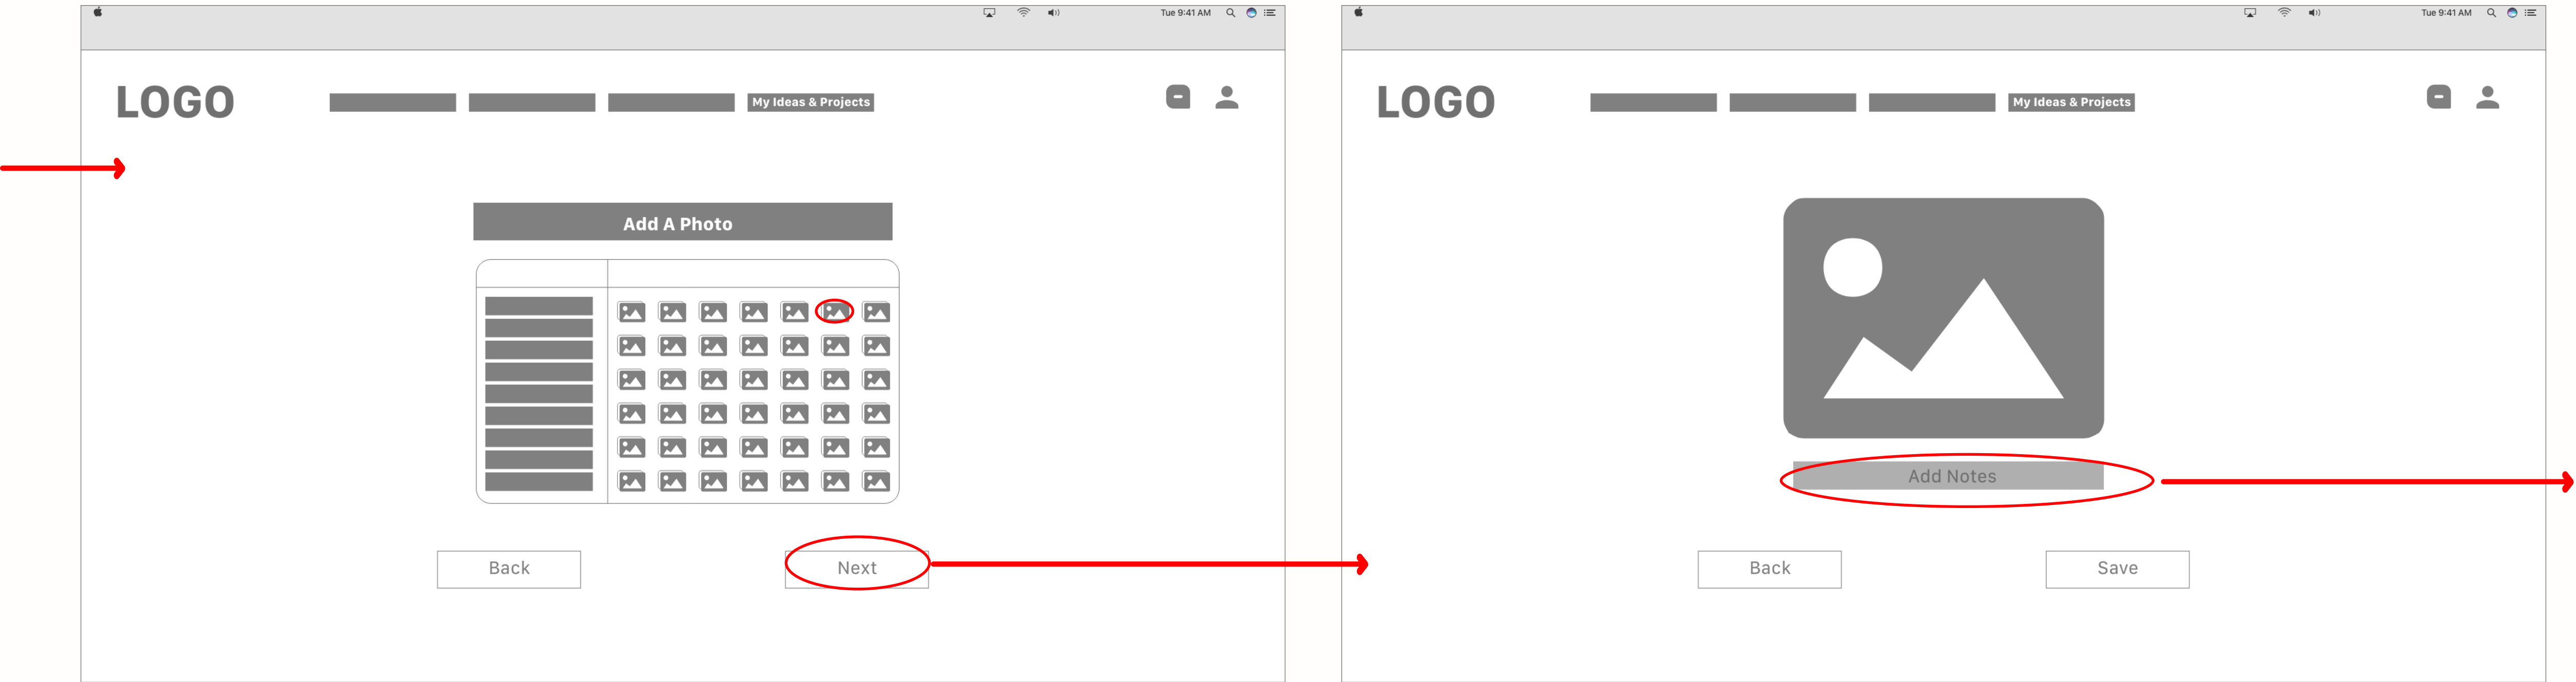 Tue 9:41 AM
LOGO
My Ideas & Projects
Add A Photo
Back
Next
Tue 9:41 AM
LOGO
My Ideas & Projects
Add Notes
Back
Save